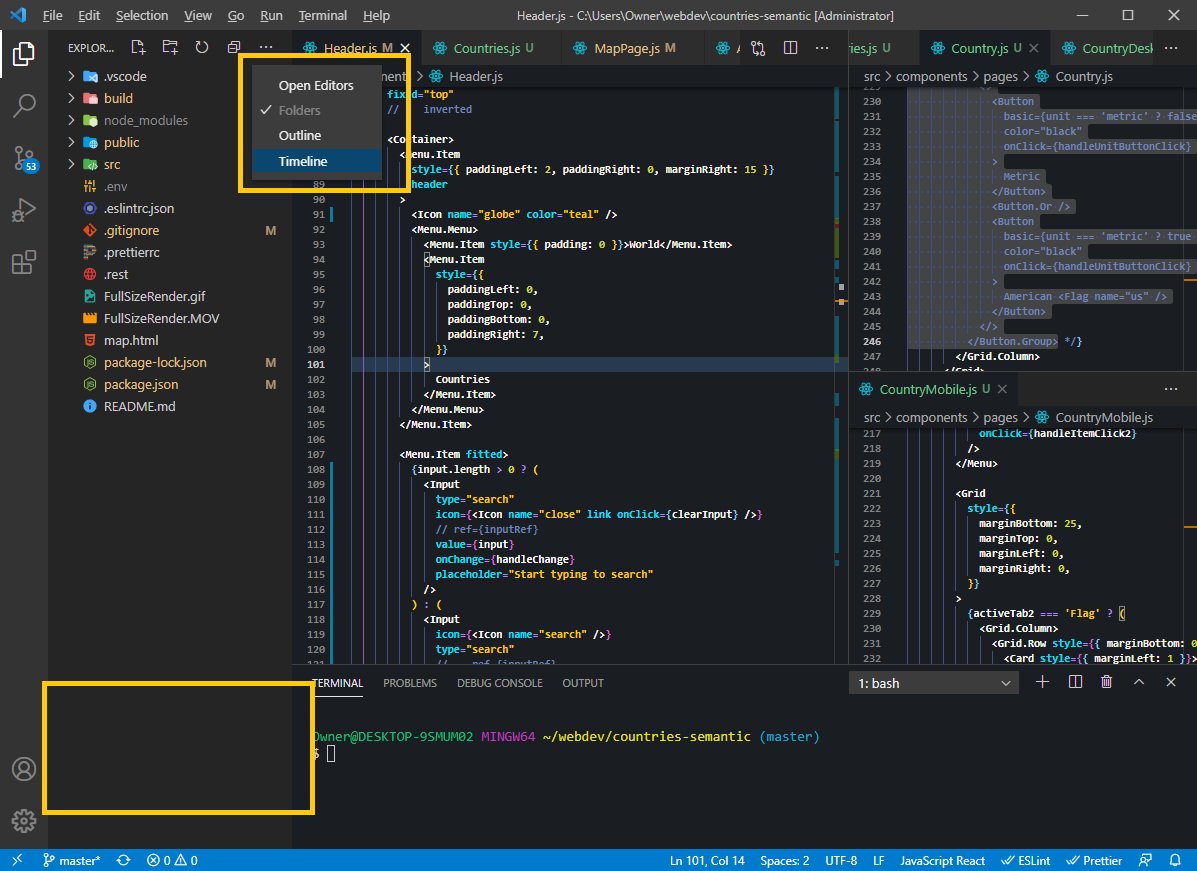 File Edit Selection View Go Run Terminal Help Header.js - C:\Users\Owner\webdev\countries-semantic [Administrator]
EXPLOR...
.vscode
build
node_modules
public
src
.env
.eslintrc.json
.gitignore M
.prettierrc
.rest
FullSizeRender.gif
FullSizeRender.MOV
map.html
package-lock.json M
package.json M
README.md
53
Open Editors
Folders
Outline
Timeline
Header.js M
Countries.js U
MapPage.js M
Header.js
fixed="top"
// inverted
<Container>
<Menu.Item
style={{ paddingLeft: 2, paddingRight: 0, marginRight: 15 }}
89 header
90 >
91 <Icon name="globe" color="teal" />
92 <Menu.Menu>
93 <Menu.Item style={{ padding: 0 }}>World</Menu.Item>
94 <Menu.Item
95 style={{
96 paddingLeft: 0,
97 paddingTop: 0,
98 paddingBottom: 0,
99 paddingRight: 7,
100 }}
101 >
102 Countries
103 </Menu.Item>
104 </Menu.Menu>
105 </Menu.Item>
106
107 <Menu.Item fitted>
108 {input.length > 0 ? (
109 <Input
110 type="search"
111 icon={<Icon name="close" link onClick={clearInput} />}
112 // ref={inputRef}
113 value={input}
114 onChange={handleChange}
115 placeholder="Start typing to search"
116 />
117 ) : (
118 <Input
119 icon={<Icon name="search" />}
120 type="search"
121 // ref={inputRef}
ries.js U
Country.js U
CountryDesk
src > components > pages > Country.js
229 <>
230 <Button
231 basic={unit === 'metric' ? false
232 color="black"
233 onClick={handleUnitButtonClick}
234 >
235 Metric
236 </Button>
237 <Button.Or />
238 <Button
239 basic={unit === 'metric' ? true
240 color="black"
241 onClick={handleUnitButtonClick}
242 >
243 American <Flag name="us" />
244 </Button>
245 </>
246 </Button.Group> */}
247 </Grid.Column>
248 </Grid>
CountryMobile.js U
src > components > pages > CountryMobile.js
217 onClick={handleItemClick2}
218 />
219 </Menu>
220
221 <Grid
222 style={{
223 marginBottom: 25,
224 marginTop: 0,
225 marginLeft: 0,
226 marginRight: 0,
227 }}
228 >
229 {activeTab2 === 'Flag' ? (
230 <Grid.Column>
231 <Grid.Row style={{ marginBottom: 0
232 <Card style={{ marginLeft: 1 }}>
TERMINAL PROBLEMS DEBUG CONSOLE OUTPUT 1: bash
Owner@DESKTOP-9SMUM02 MINGW64 ~/webdev/countries-semantic (master)
$
master* 0 0 Ln 101, Col 14 Spaces: 2 UTF-8 LF JavaScript React ESLint Prettier